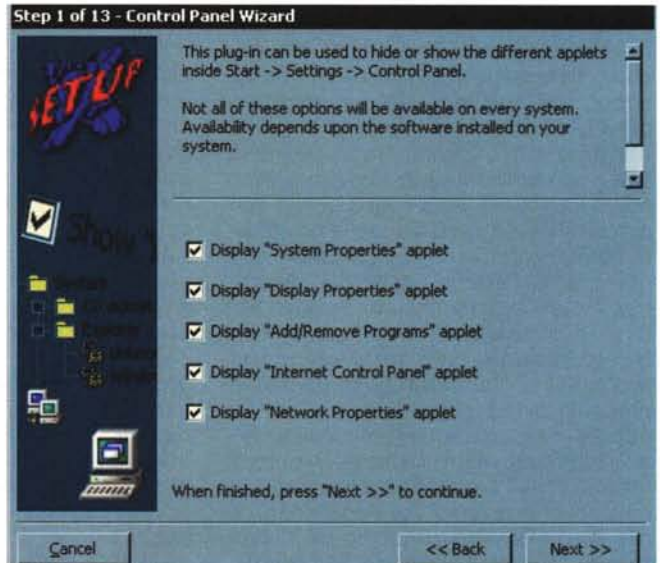 Step 1 of 13 - Control Panel Wizard
This plug-in can be used to hide or show the different applets
inside Start -> Settings -> Control Panel.
Not all of these options will be available on every system.
Availability depends upon the software installed on your
system.
SETUP
Show
Display "System Properties" applet
Display "Display Properties" applet
Display "Add/Remove Programs" applet
Display "Internet Control Panel" applet
Display "Network Properties" applet
When finished, press "Next >>" to continue.
Cancel
<< Back
Next >>